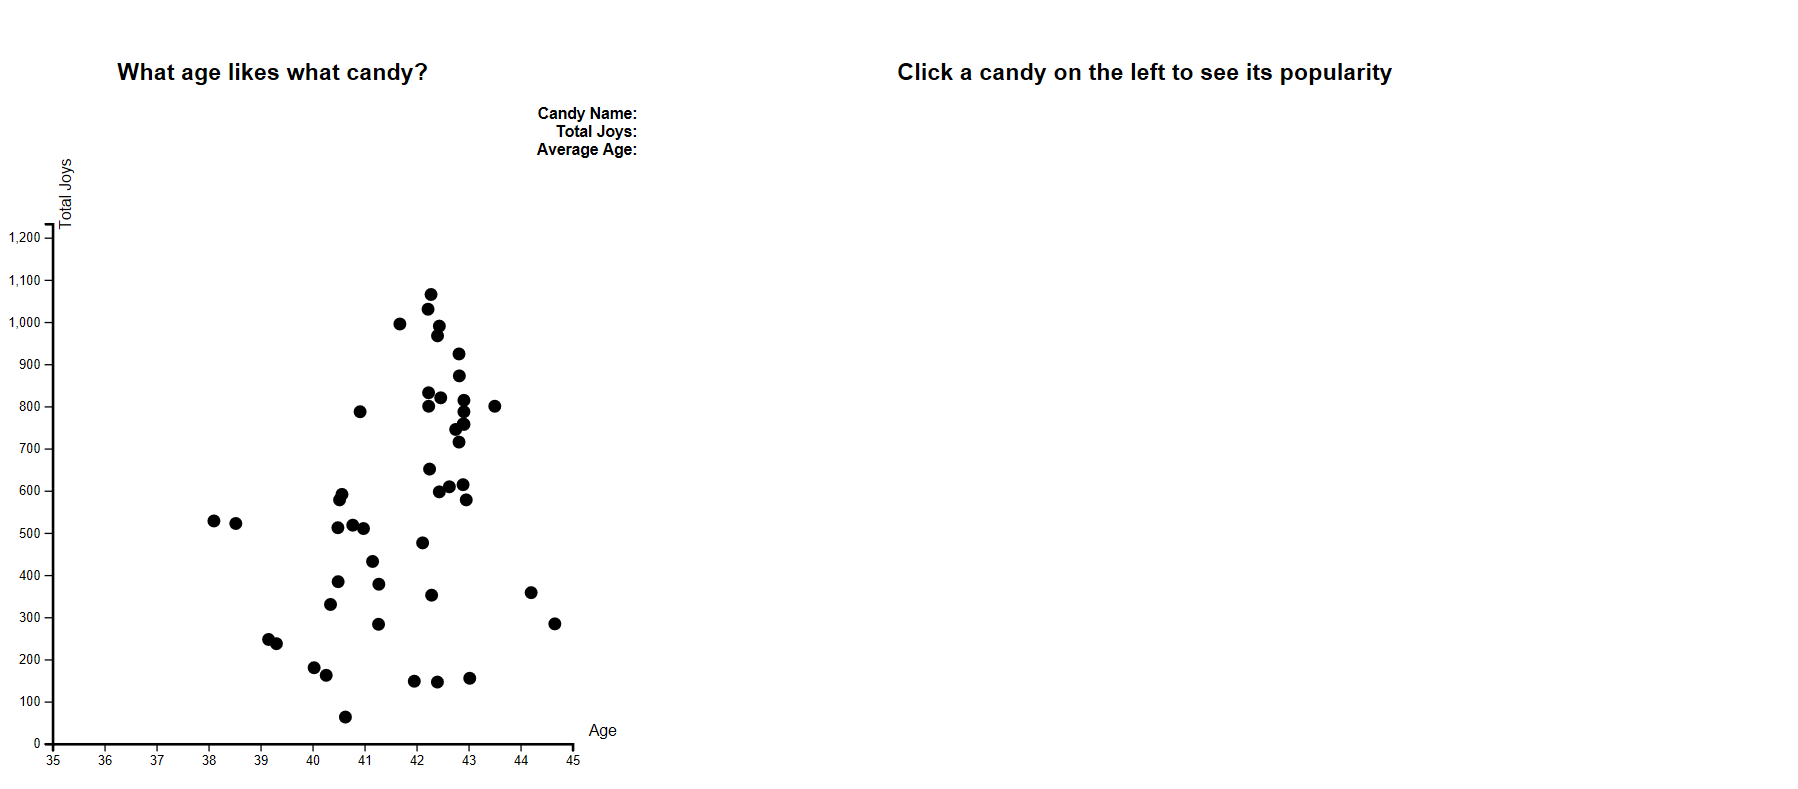 What age likes what candy?
Click a candy on the left to see its popularity
Candy Name:
Total Joys:
Average Age:
Total Joys
1,200
1,100
1,000
900
800
700
600
500
400
300
200
100
0
Age
35 36 37 38 39 40 41 42 43 44 45